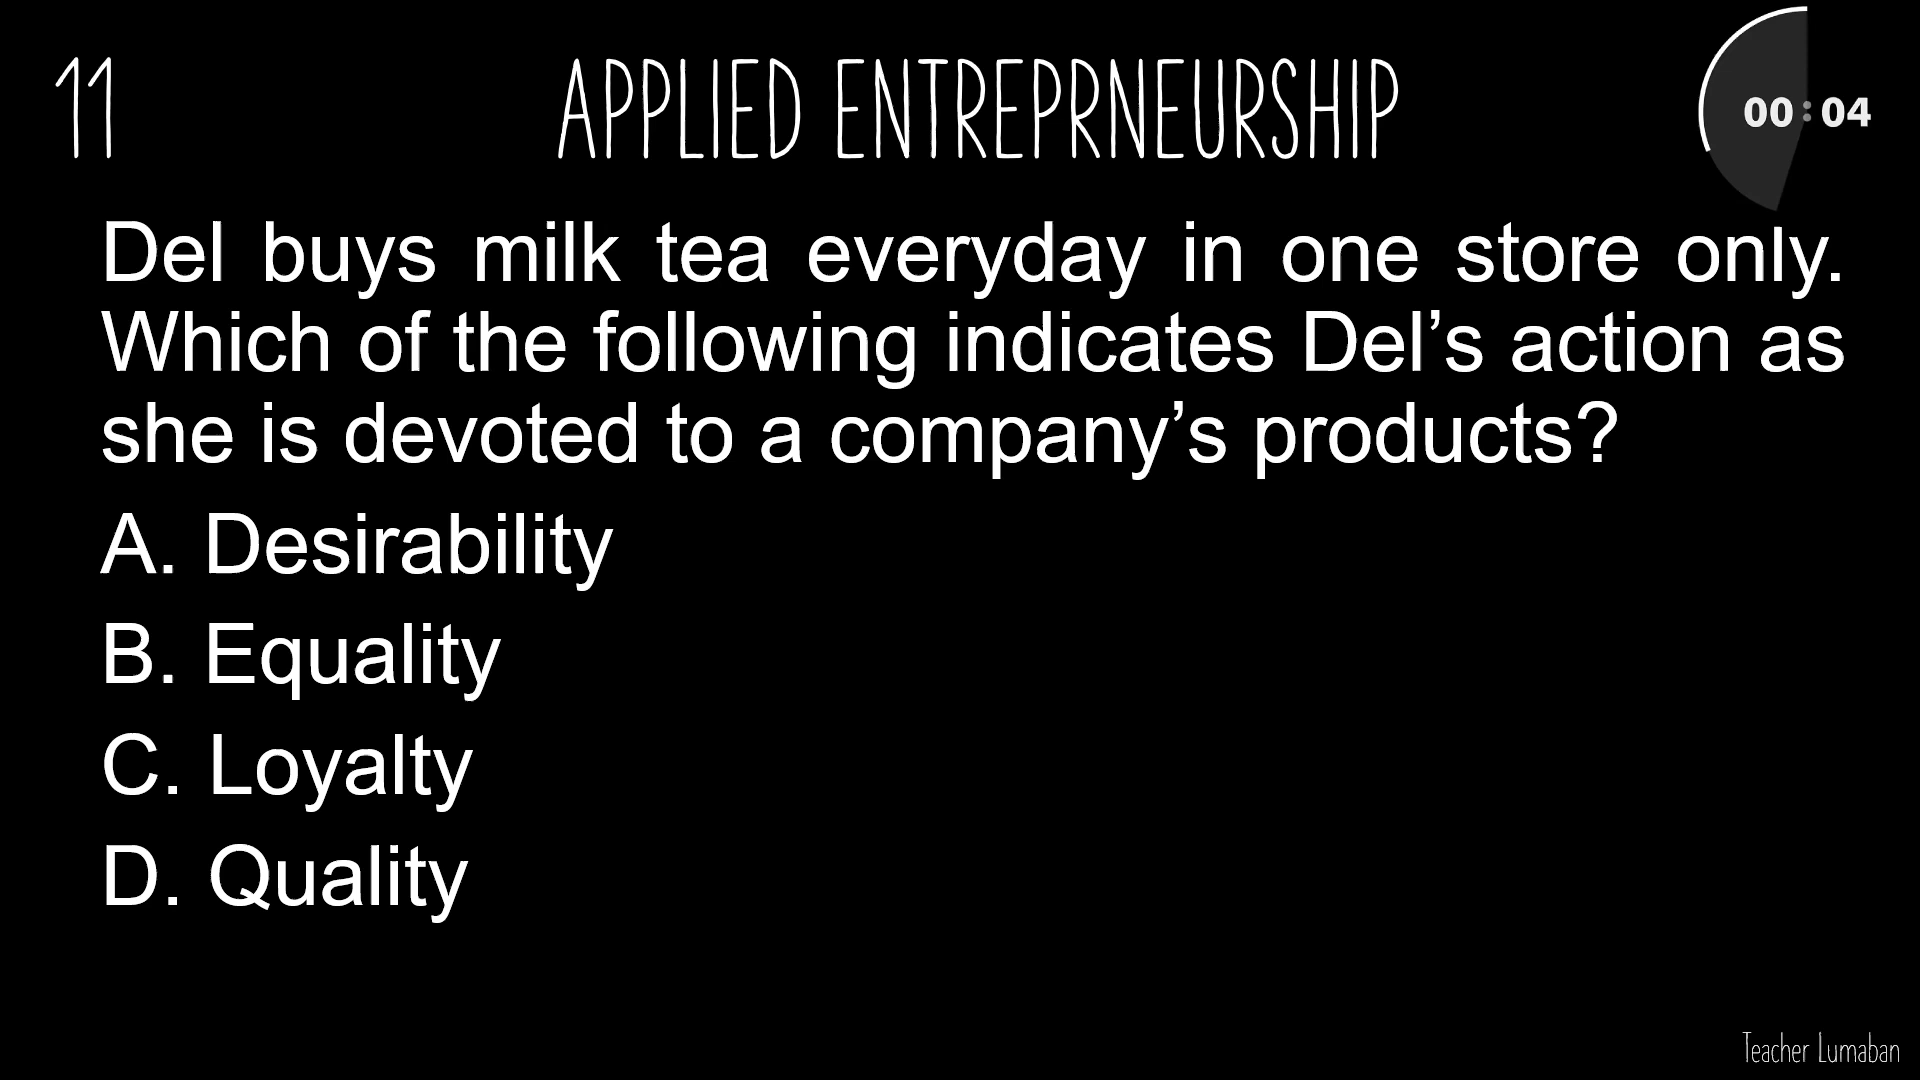 11
APPLIED ENTREPRNEURSHIP
00:04
Del buys milk tea everyday in one store only.
Which of the following indicates Del’s action as
she is devoted to a company’s products?
A. Desirability
B. Equality
C. Loyalty
D. Quality
Teacher Lumaban